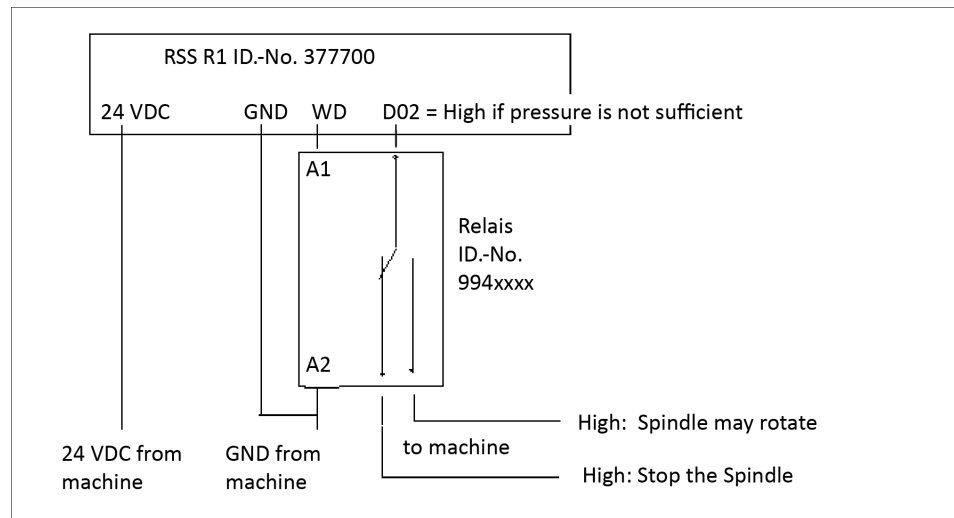 RSS R1 ID.-No. 377700
24 VDC GND WD D02 = High if pressure is not sufficient
A1
Relais
ID.-No.
994xxxx
A2
High: Spindle may rotate
to machine
24 VDC from
machine
GND from
machine
High: Stop the Spindle